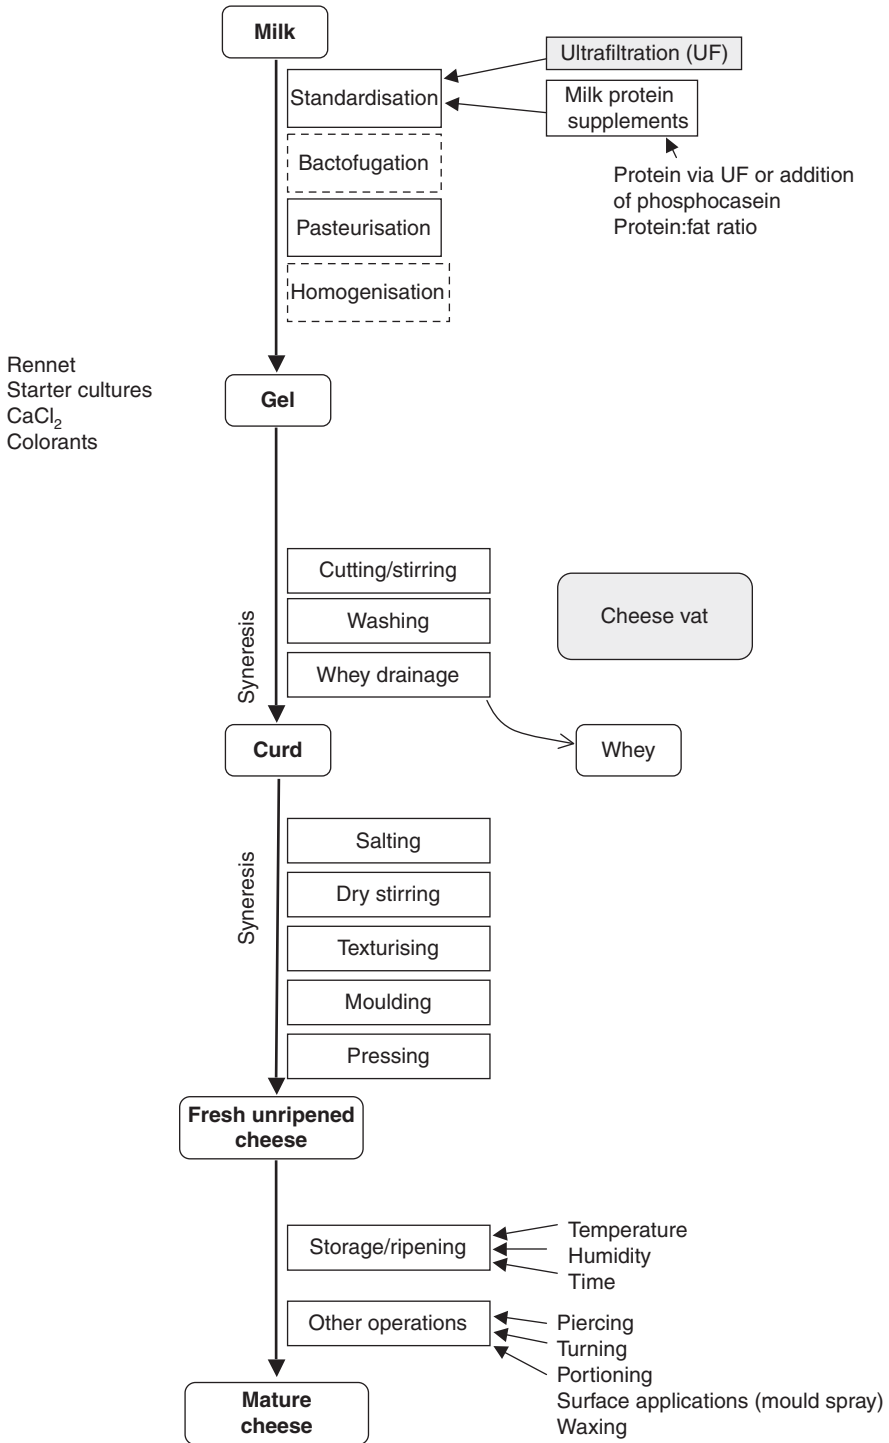 Milk
Ultrafiltration (UF)
Standardisation
Milk protein
supplements
Bactofugation
Protein via UF or addition
of phosphocasein
Protein:fat ratio
Pasteurisation
Homogenisation
Rennet
Starter cultures
CaCl₂
Colorants
Gel
Syneresis
Cutting/stirring
Washing
Whey drainage
Cheese vat
Curd
Whey
Syneresis
Salting
Dry stirring
Texturising
Moulding
Pressing
Fresh unripened
cheese
Storage/ripening
Temperature
Humidity
Time
Other operations
Piercing
Turning
Portioning
Surface applications (mould spray)
Waxing
Mature
cheese